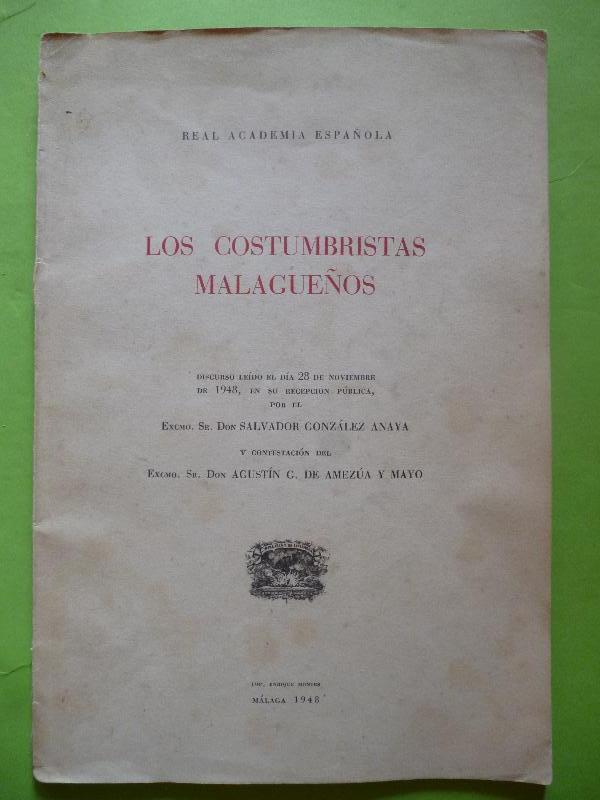 REAL ACADEMIA ESPAÑOLA
LOS COSTUMBRISTAS
MALAGUEÑOS
DISCURSO LEÍDO EL DÍA 28 DE NOVIEMBRE
DE 1948, EN SU RECEPCION PÚBLICA,
POR EL
EXCMO. SR. DON SALVADOR GONZÁLEZ ANAYA
Y CONTESTACIÓN DEL
EXCMO. SR. DON AGUSTÍN G. DE AMEZÚA Y MAYO
IMP. ENRIQUE MONTES
MÁLAGA 1948